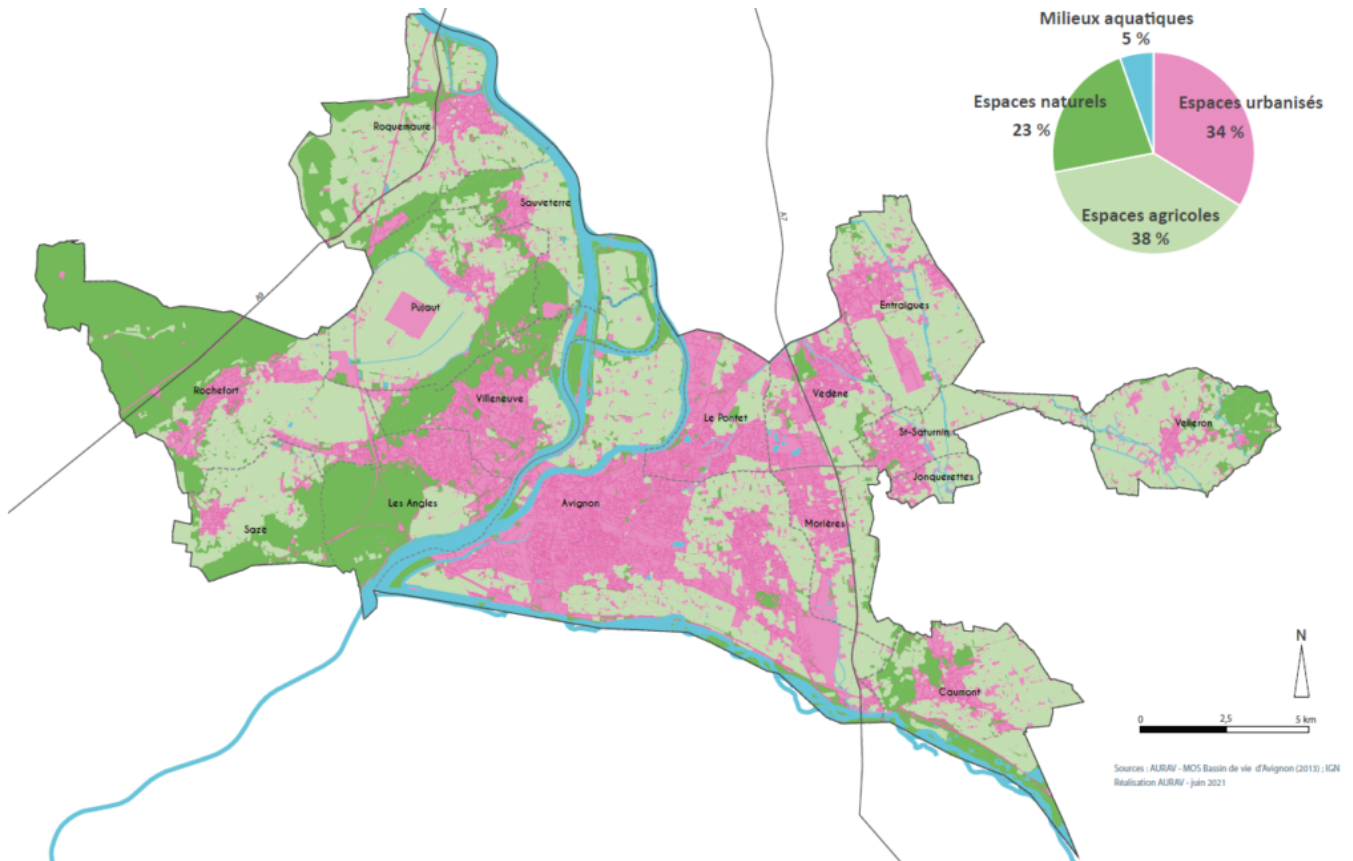 Milieux aquatiques
5 %
Espaces naturels
23 %
Espaces urbanisés
34 %
Espaces agricoles
38 %
Roquemaure
Sauveterre
A7
Entraigues
Pujaut
A9
Rochefort
Villeneuve
Le Pontet
Vedène
St-Saturnin
Velleron
Jonquerettes
Les Angles
Avignon
Morières
Saze
Caumont
N
0 2,5 5 km
Sources : AURAV - MOS Bassin de vie d'Avignon (2013) ; IGN
Réalisation AURAV - juin 2021